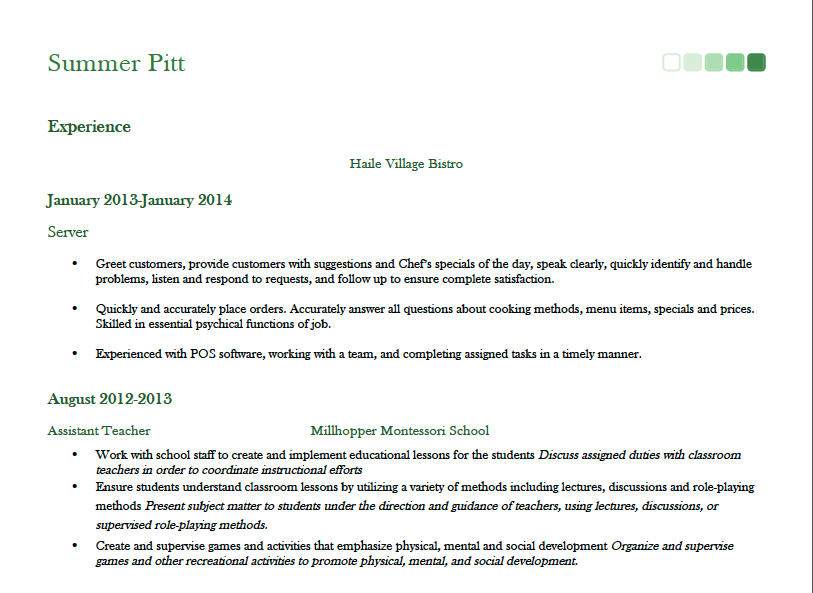 Summer Pitt
Experience
Haile Village Bistro
January 2013-January 2014
Server
• Greet customers, provide customers with suggestions and Chef's specials of the day, speak clearly, quickly identify and handle
problems, listen and respond to requests, and follow up to ensure complete satisfaction.
• Quickly and accurately place orders. Accurately answer all questions about cooking methods, menu items, specials and prices.
Skilled in essential psychical functions of job.
• Experienced with POS software, working with a team, and completing assigned tasks in a timely manner.
August 2012-2013
Assistant Teacher Millhopper Montessori School
• Work with school staff to create and implement educational lessons for the students Discuss assigned duties with classroom
teachers in order to coordinate instructional efforts
• Ensure students understand classroom lessons by utilizing a variety of methods including lectures, discussions and role-playing
methods Present subject matter to students under the direction and guidance of teachers, using lectures, discussions, or
supervised role-playing methods.
• Create and supervise games and activities that emphasize physical, mental and social development Organize and supervise
games and other recreational activities to promote physical, mental, and social development.